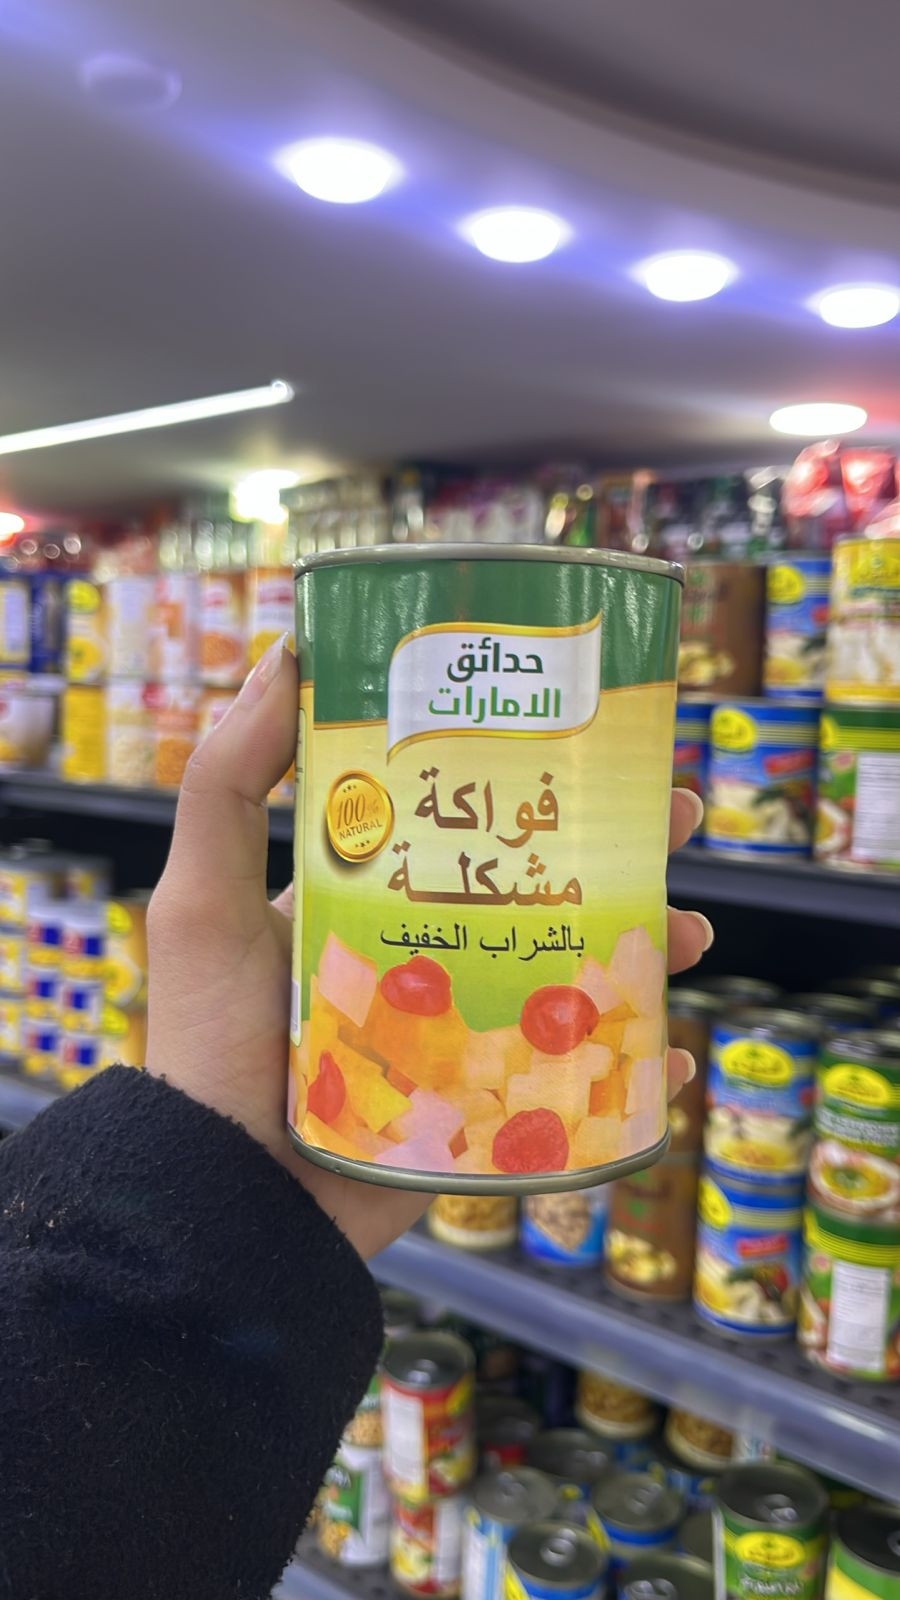 حدائق
الامارات
100%
NATURAL
فواكة
مشكلة
بالشراب الخفيف